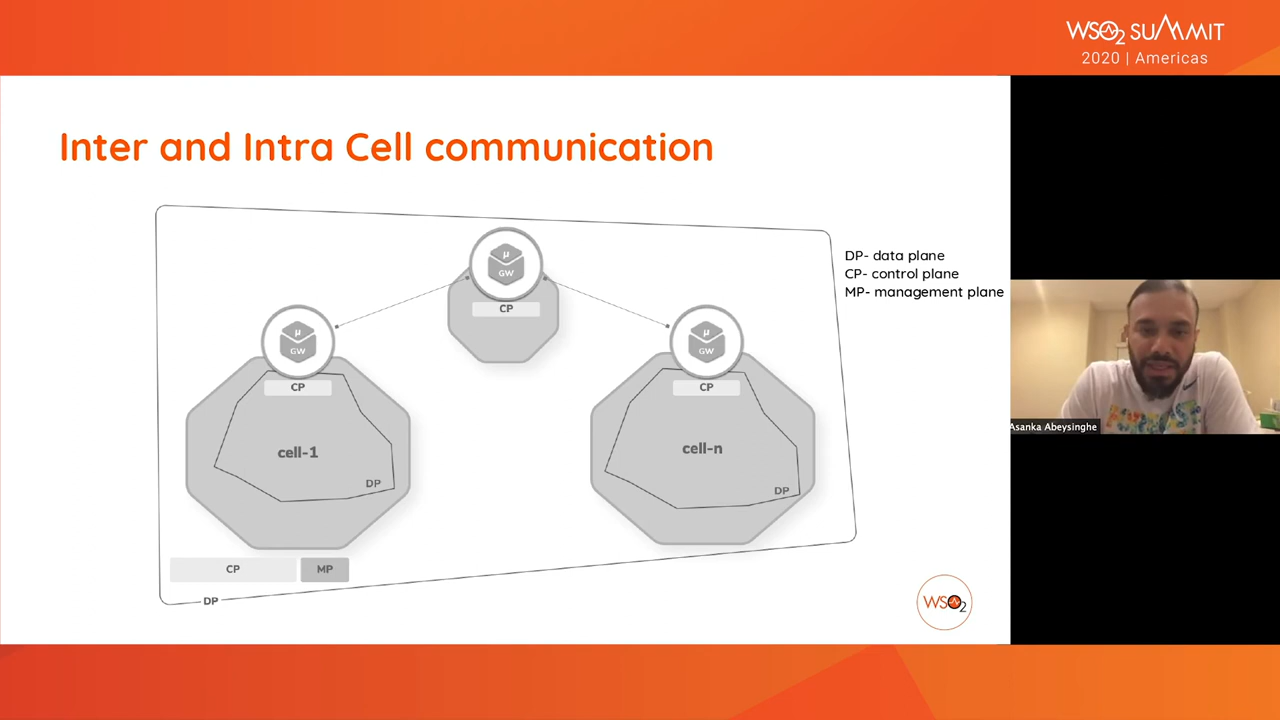 WSO2 SUMMIT
2020 | Americas
Inter and Intra Cell communication
µ
GW
CP
DP- data plane
CP- control plane
MP- management plane
µ
GW
CP
cell-1
DP
µ
GW
CP
cell-n
DP
CP
MP
DP
WSO2
Asanka Abeysinghe